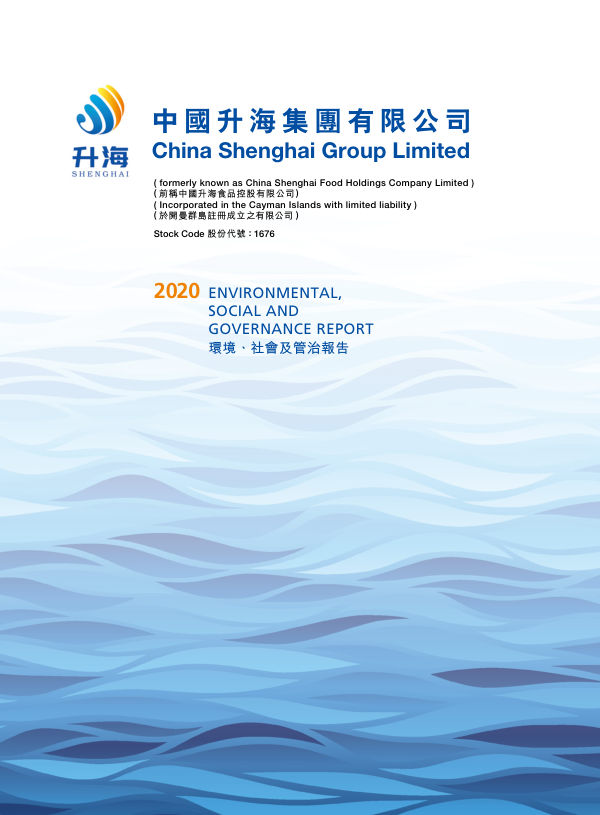 升海
SHENGHAI
中國升海集團有限公司
China Shenghai Group Limited
( formerly known as China Shenghai Food Holdings Company Limited )
( 前稱中國升海食品控股有限公司 )
( Incorporated in the Cayman Islands with limited liability )
( 於開曼群島註冊成立之有限公司 )
Stock Code 股份代號：1676
2020 ENVIRONMENTAL,
SOCIAL AND
GOVERNANCE REPORT
環境、社會及管治報告